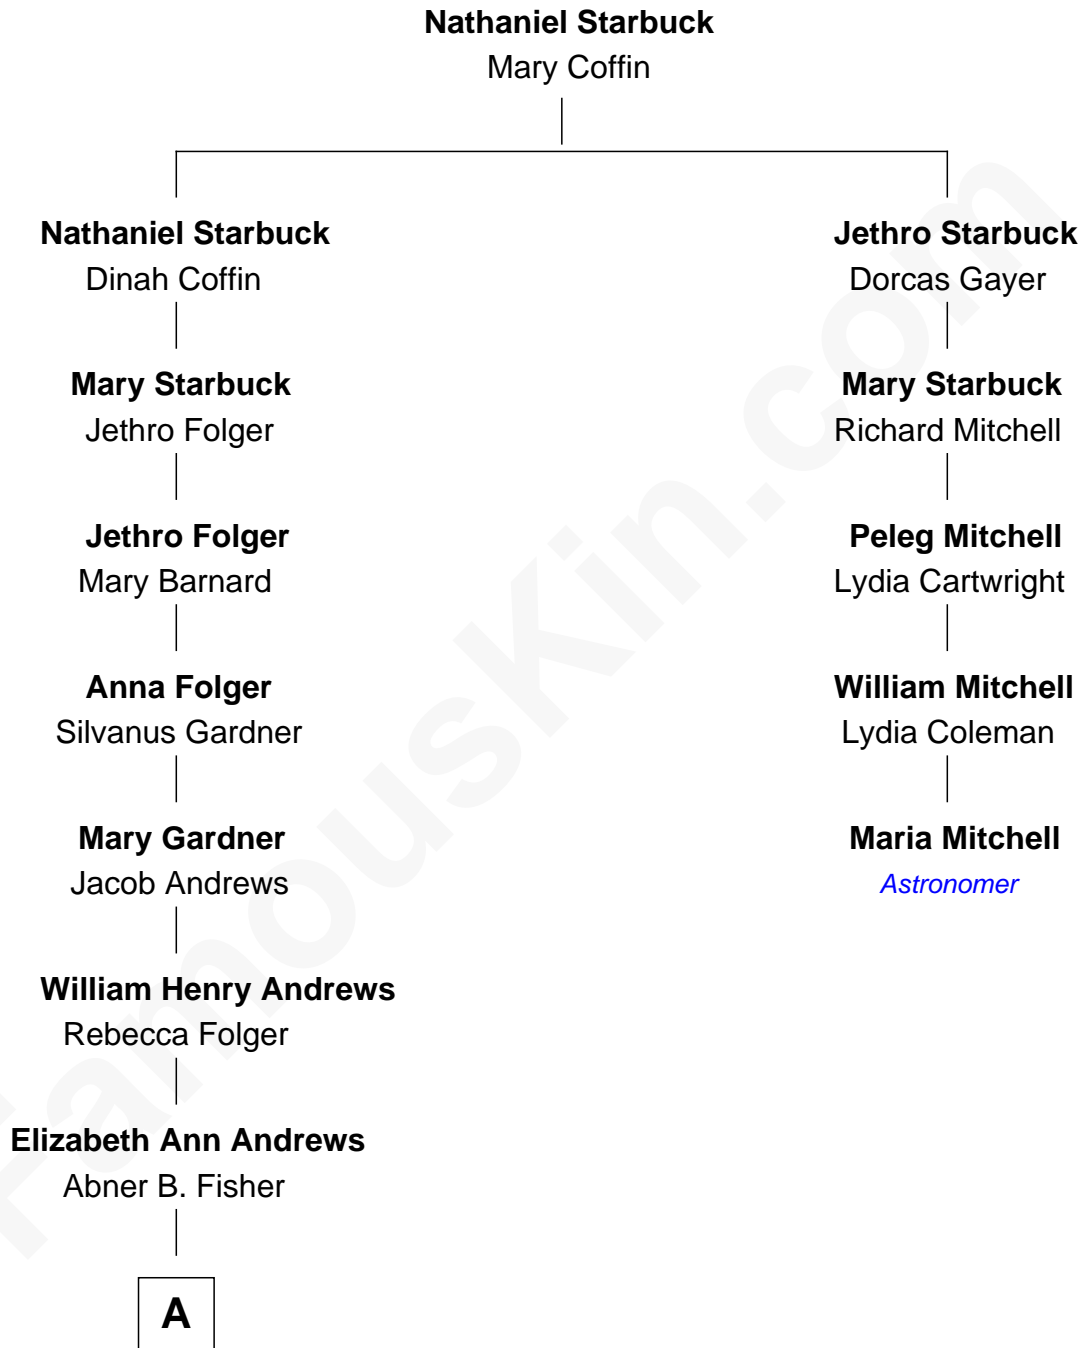 Nathaniel Starbuck
Mary Coffin
Nathaniel Starbuck
Dinah Coffin
Mary Starbuck
Jethro Folger
Jethro Folger
Mary Barnard
Anna Folger
Silvanus Gardner
Mary Gardner
Jacob Andrews
William Henry Andrews
Rebecca Folger
Elizabeth Ann Andrews
Abner B. Fisher
A
Jethro Starbuck
Dorcas Gayer
Mary Starbuck
Richard Mitchell
Peleg Mitchell
Lydia Cartwright
William Mitchell
Lydia Coleman
Maria Mitchell
Astronomer
FamousKin.com